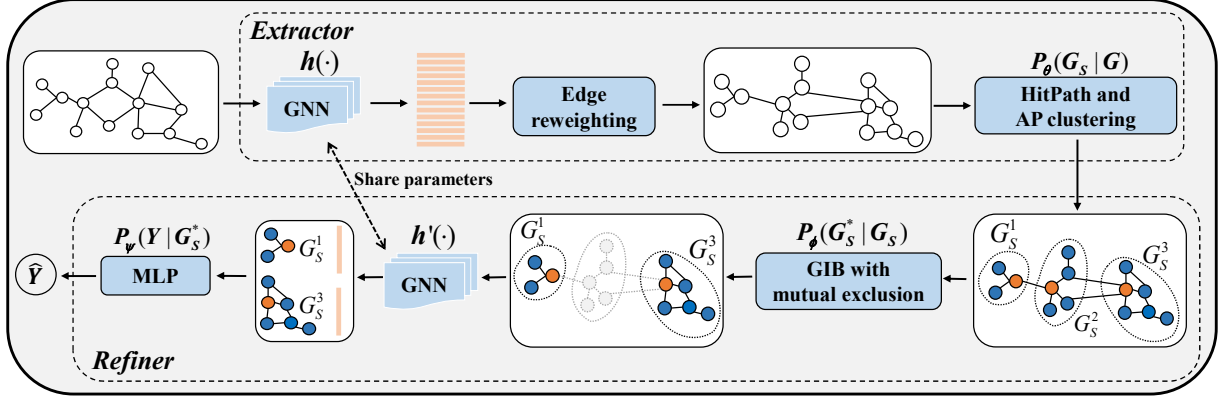 Extractor
h(·)
GNN
Edge
reweighting
P_θ(G_S | G)
HitPath and
AP clustering
Share parameters
Ŷ
P_ψ(Y | G_S^*)
MLP
G_S^1
G_S^3
h'(·)
GNN
G_S^1
G_S^3
P_ϕ(G_S^* | G_S)
GIB with
mutual exclusion
G_S^1
G_S^2
G_S^3
Refiner